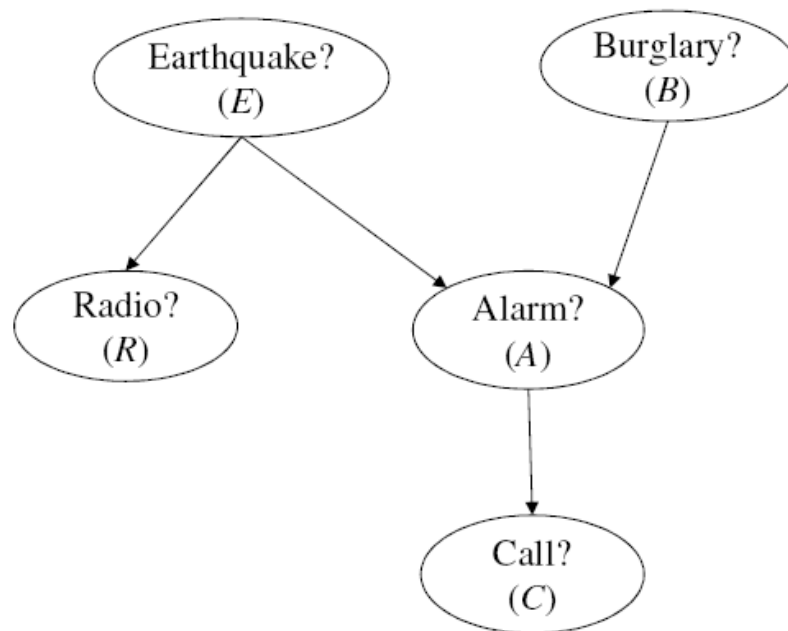 Earthquake?
(E)
Burglary?
(B)
Radio?
(R)
Alarm?
(A)
Call?
(C)